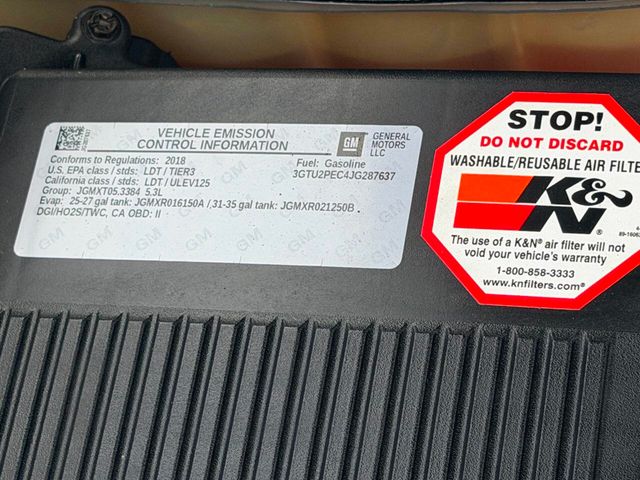 VEHICLE EMISSION
CONTROL INFORMATION
GM
GENERAL
MOTORS
LLC
Conforms to Regulations: 2018
Fuel: Gasoline
U.S. EPA class / stds: LDT / TIER3
3GTU2PEC4JG287637
California class / stds: LDT / ULEV125
Group: JGMXT05.3384 5.3L
Evap: 25-27 gal tank: JGMXR016150A / 31-35 gal tank: JGMXR021250B
DGI/HO2S/TWC, CA OBD: II
STOP!
DO NOT DISCARD
WASHABLE/REUSABLE AIR FILTER
K&N
The use of a K&N® air filter will not
void your vehicle's warranty
1-800-858-3333
www.knfilters.com®